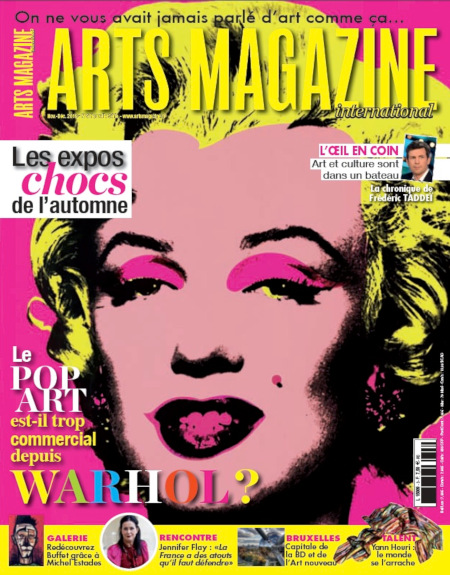 On ne vous avait jamais parlé d'art comme ça...
ARTS MAGAZINE
ARTS MAGAZINE
international
Les expos
chocs
de l'automne
L'ŒIL EN COIN
Art et culture sont
dans un bateau
La chronique de
Frédéric TADDEÏ
Le
POP
ART
est-il trop
commercial
depuis
WARHOL ?
GALERIE
Redécouvrez
Buffet grâce à
Michel Estades
RENCONTRE
Jennifer Flay : «La
France a des atouts
qu'il faut défendre»
BRUXELLES
Capitale de
la BD et de
l'Art nouveau
TALENT
Yann Houri :
le monde
se l'arrache